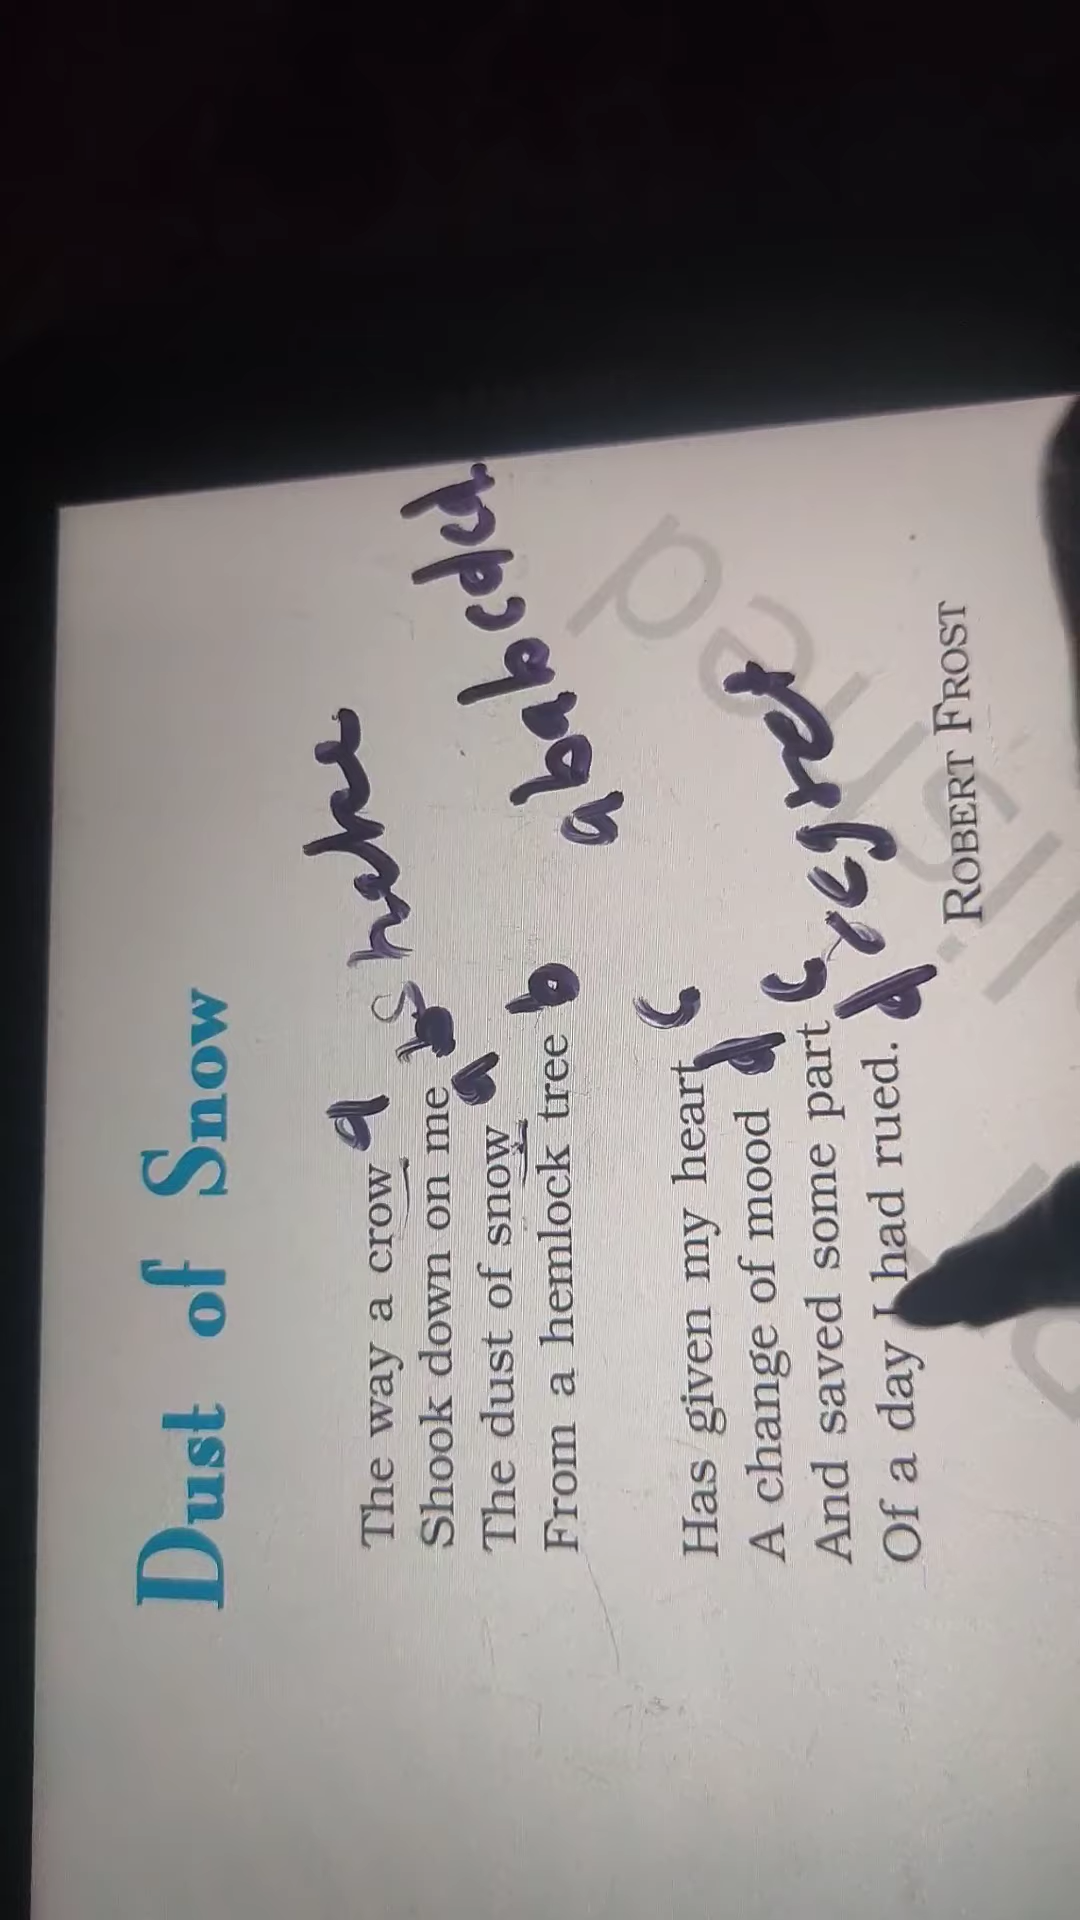 Dust of Snow
The way a crow a
Shook down on me b nature
The dust of snow a
From a hemlock tree b
abab cdcd
a
Has given my heart c
A change of mood d
And saved some part c
Of a day I had rued. d regret
ROBERT FROST